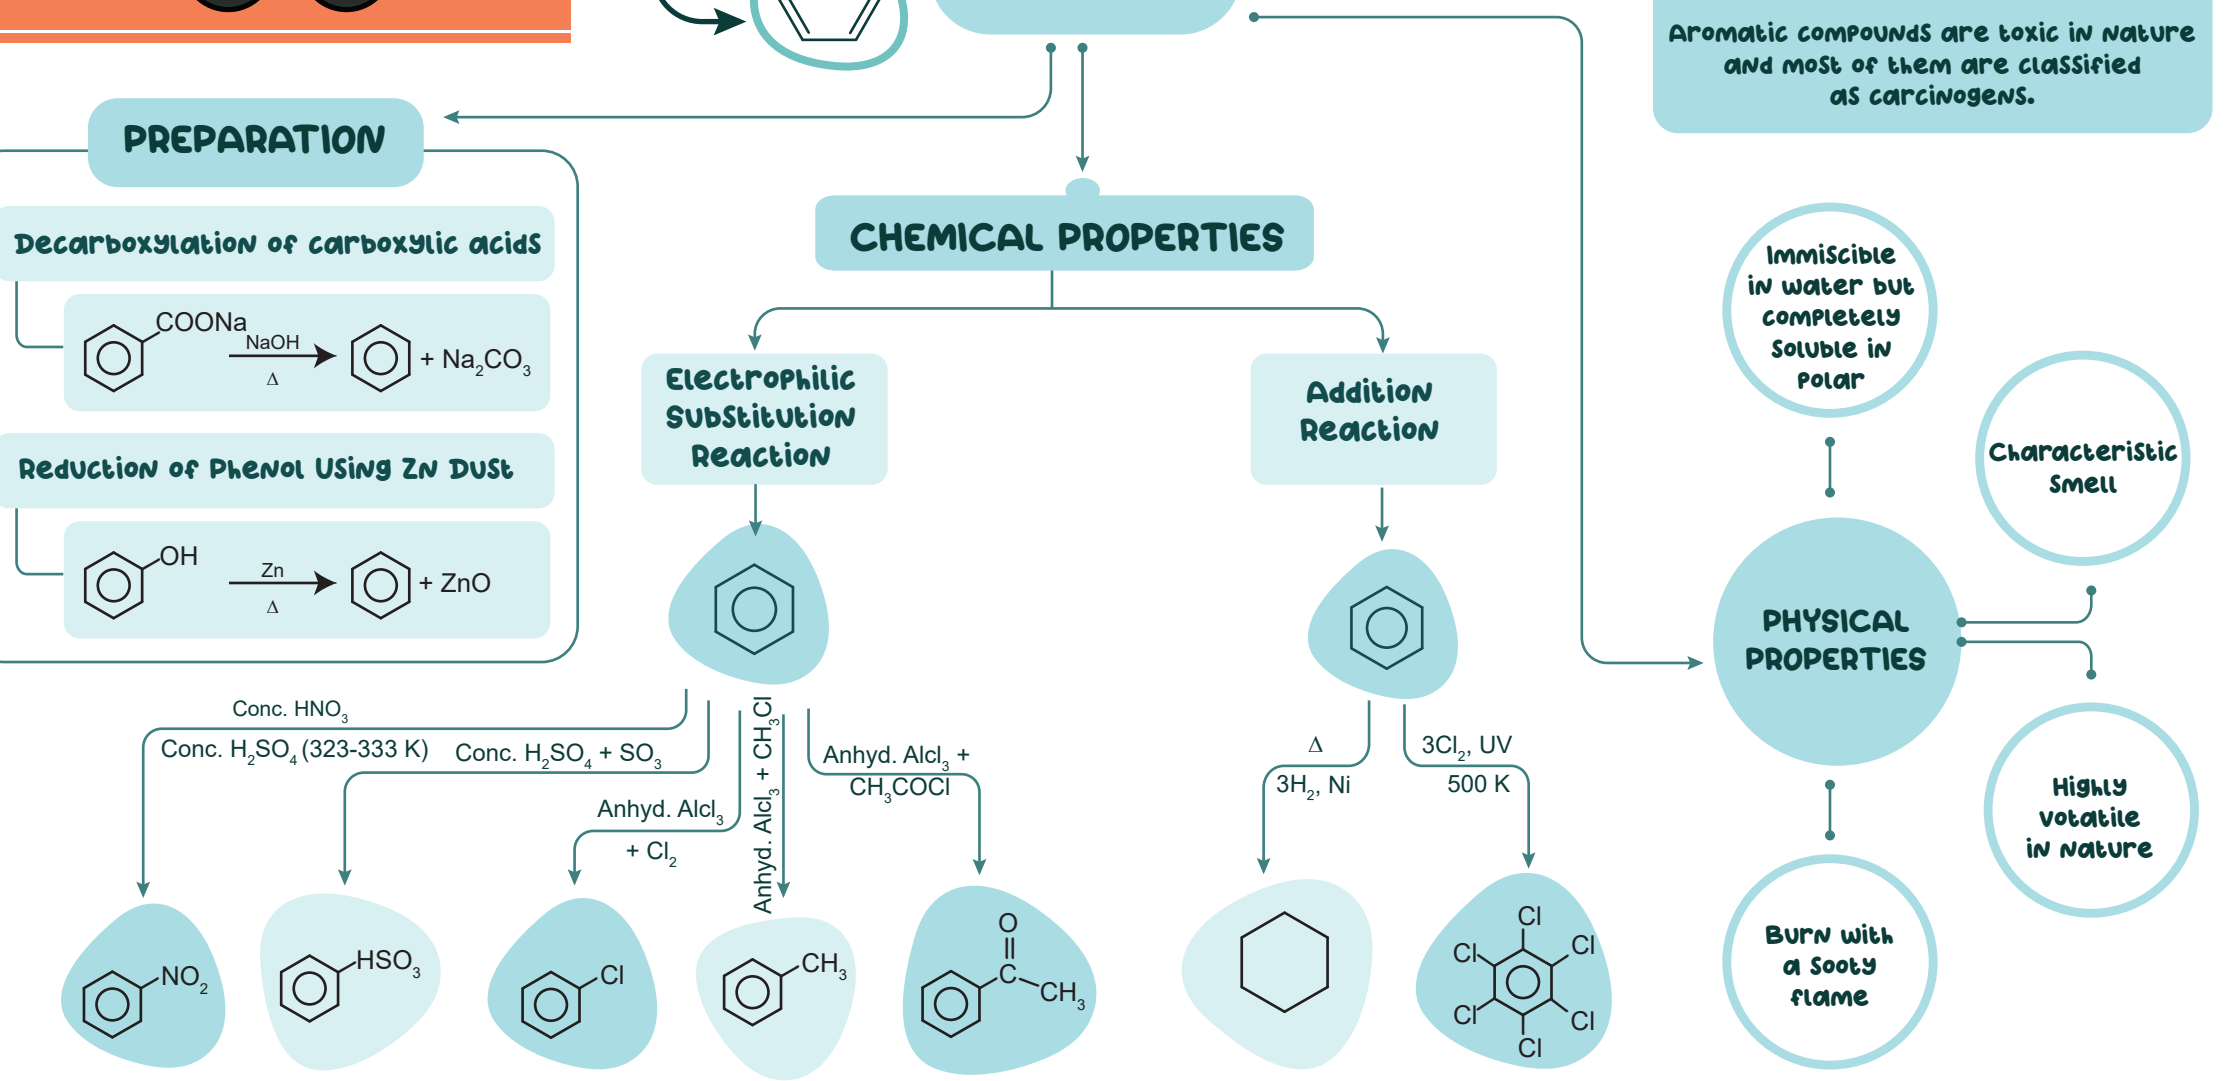 Aromatic compounds are toxic in nature
and most of them are classified
as carcinogens.
PREPARATION
Decarboxylation of carboxylic acids
COONa
NaOH
Δ
+ Na₂CO₃
Reduction of Phenol Using Zn Dust
OH
Zn
Δ
+ ZnO
CHEMICAL PROPERTIES
Electrophilic
Substitution
Reaction
Conc. HNO₃
Conc. H₂SO₄ (323-333 K)
Conc. H₂SO₄ + SO₃
Anhyd. Alcl₃
+ Cl₂
Anhyd. Alcl₃ + CH₃Cl
Anhyd. Alcl₃ +
CH₃COCl
NO₂
HSO₃
Cl
CH₃
O
C
CH₃
Addition
Reaction
Δ
3H₂, Ni
3Cl₂, UV
500 K
Cl
Cl
Cl
Cl
Cl
Cl
PHYSICAL
PROPERTIES
Immiscible
in water but
completely
soluble in
polar
Characteristic
smell
Highly
votatile
in nature
Burn with
a sooty
flame